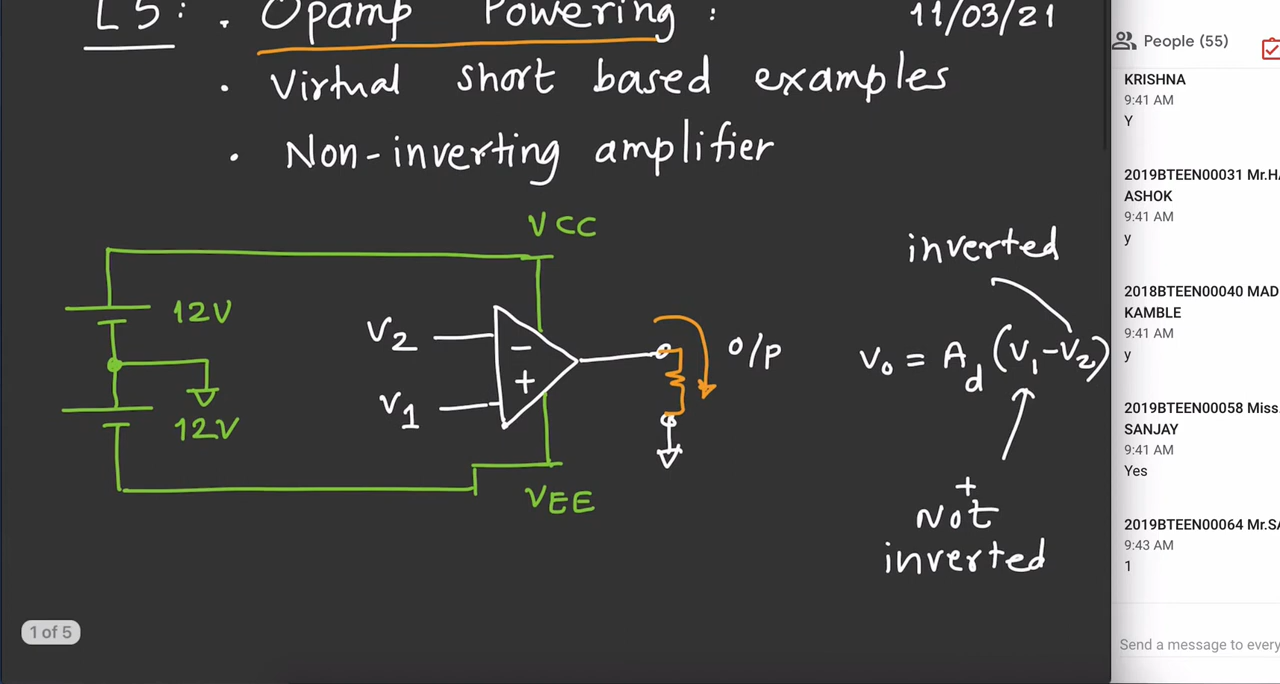 L5: . Opamp Powering : 11/03/21
. Virtual short based examples
. Non-inverting amplifier
VCC
12V
12V
V2
V1
−
+
VEE
O/P
inverted
Vo = Ad (V1-V2)
+
Not
inverted
1 of 5
People (55)
KRISHNA
9:41 AM
Y
2019BTEEN00031 Mr.HA
ASHOK
9:41 AM
y
2018BTEEN00040 MAD
KAMBLE
9:41 AM
y
2019BTEEN00058 Miss.
SANJAY
9:41 AM
Yes
2019BTEEN00064 Mr.SA
9:43 AM
1
Send a message to every